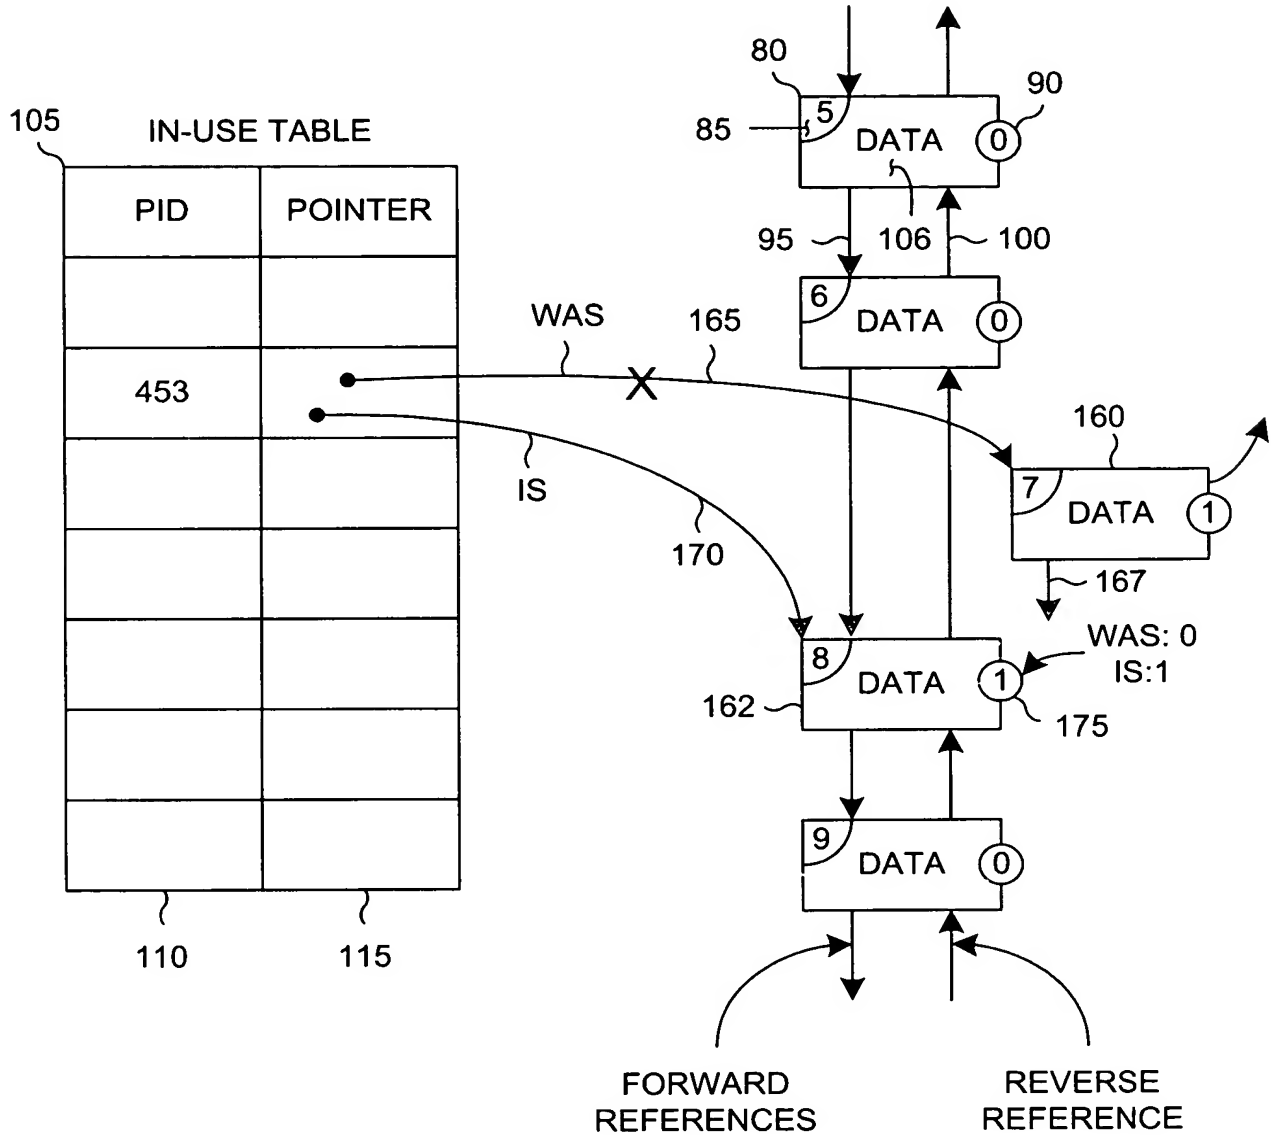 80
90
5
85
DATA
0
105
IN-USE TABLE
PID
POINTER
95
106
100
6
DATA
0
WAS
165
X
453
160
7
DATA
1
IS
170
167
WAS: 0
IS:1
8
DATA
1
162
175
9
DATA
0
110
115
FORWARD
REFERENCES
REVERSE
REFERENCE